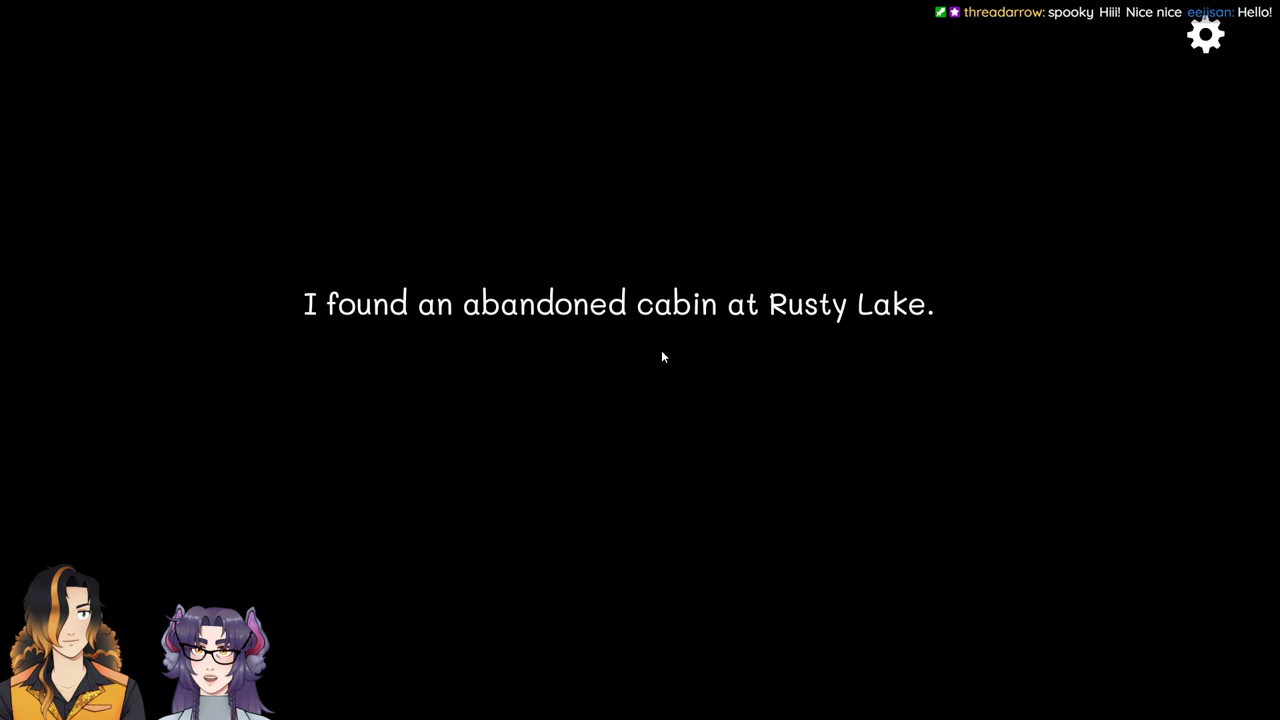 threadarrow: spooky Hiii! Nice nice eejisan: Hello!
I found an abandoned cabin at Rusty Lake.